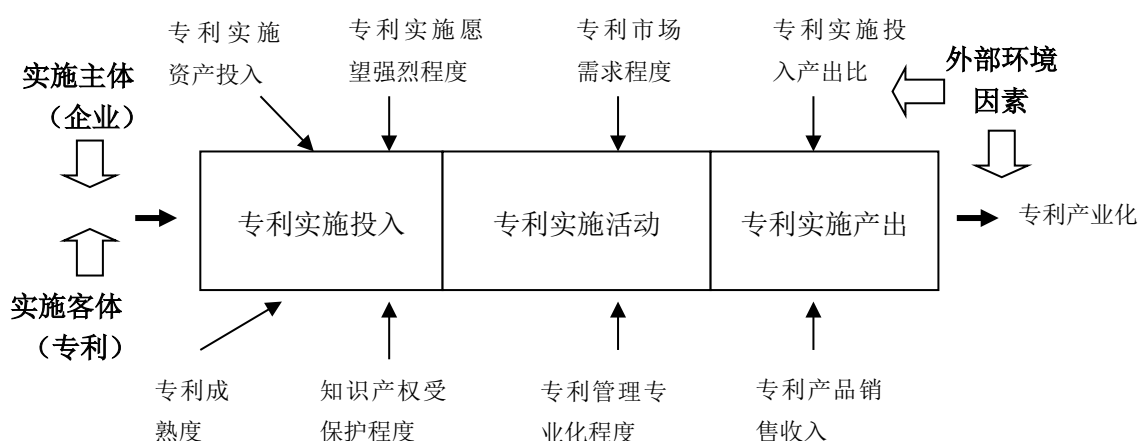 专利实施
资产投入
专利实施愿
望强烈程度
专利市场
需求程度
专利实施投
入产出比
外部环境
因素
实施主体
（企业）
专利实施投入
专利实施活动
专利实施产出
专利产业化
实施客体
（专利）
专利成
熟度
知识产权受
保护程度
专利管理专
业化程度
专利产品销
售收入